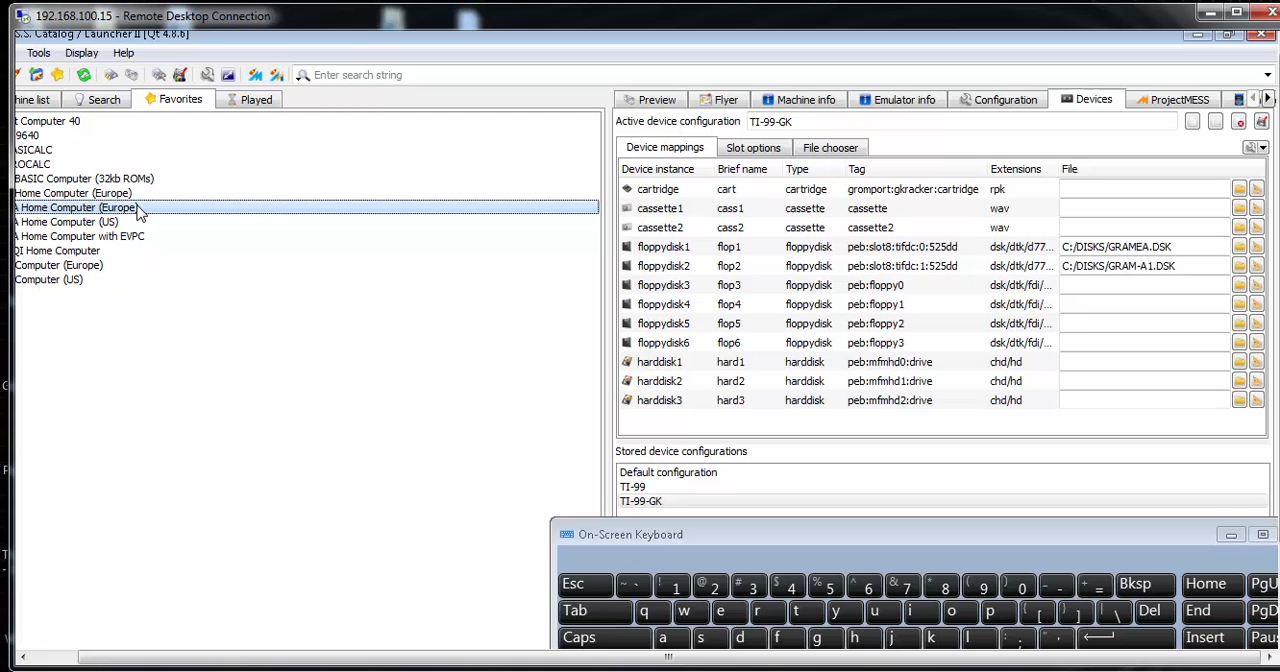 192.168.100.15 - Remote Desktop Connection
S.S. Catalog / Launcher II [Qt 4.8.6]
Tools Display Help
Enter search string
hine list Search Favorites Played
Preview Flyer Machine info Emulator info Configuration Devices ProjectMESS
t Computer 40
9640
ASICALC
ROCALC
BASIC Computer (32kb ROMs)
Home Computer (Europe)
A Home Computer (Europe)
A Home Computer (US)
A Home Computer with EVPC
QI Home Computer
Computer (Europe)
Computer (US)
Active device configuration TI-99-GK
Device mappings Slot options File chooser
Device instance Brief name Type Tag Extensions File
cartridge cart cartridge gromport:gkracker:cartridge rpk
cassette1 cass1 cassette cassette wav
cassette2 cass2 cassette cassette2 wav
floppydisk1 flop1 floppydisk peb:slot8:tifdc:0:525dd dsk/dtk/d77... C:/DISKS/GRAMEA.DSK
floppydisk2 flop2 floppydisk peb:slot8:tifdc:1:525dd dsk/dtk/d77... C:/DISKS/GRAM-A1.DSK
floppydisk3 flop3 floppydisk peb:floppy0 dsk/dtk/fdi/...
floppydisk4 flop4 floppydisk peb:floppy1 dsk/dtk/fdi/...
floppydisk5 flop5 floppydisk peb:floppy2 dsk/dtk/fdi/...
floppydisk6 flop6 floppydisk peb:floppy3 dsk/dtk/fdi/...
harddisk1 hard1 harddisk peb:mfmhd0:drive chd/hd
harddisk2 hard2 harddisk peb:mfmhd1:drive chd/hd
harddisk3 hard3 harddisk peb:mfmhd2:drive chd/hd
Stored device configurations
Default configuration
TI-99
TI-99-GK
On-Screen Keyboard
Esc ~ ` ! 1 @ 2 # 3 $ 4 % 5 ^ 6 & 7 * 8 ( 9 ) 0 _ - + = Bksp Home PgU
Tab q w e r t y u i o p { [ } ] | \ Del End PgD
Caps a s d f g h j k l : ; " ' Insert Pau